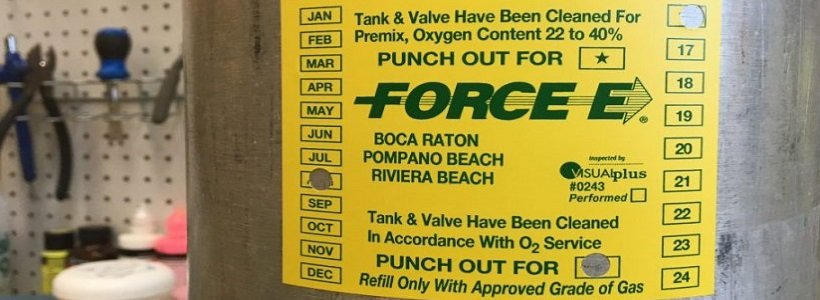 JAN
FEB
MAR
APR
MAY
JUN
JUL
SEP
OCT
NOV
DEC
Tank & Valve Have Been Cleaned For
Premix, Oxygen Content 22 to 40%
PUNCH OUT FOR ★
FORCE E®
BOCA RATON
POMPANO BEACH
RIVIERA BEACH
Inspected by
VISUALplus
#0243
Performed
Tank & Valve Have Been Cleaned
In Accordance With O2 Service
PUNCH OUT FOR
Refill Only With Approved Grade of Gas
17
18
19
20
21
22
23
24